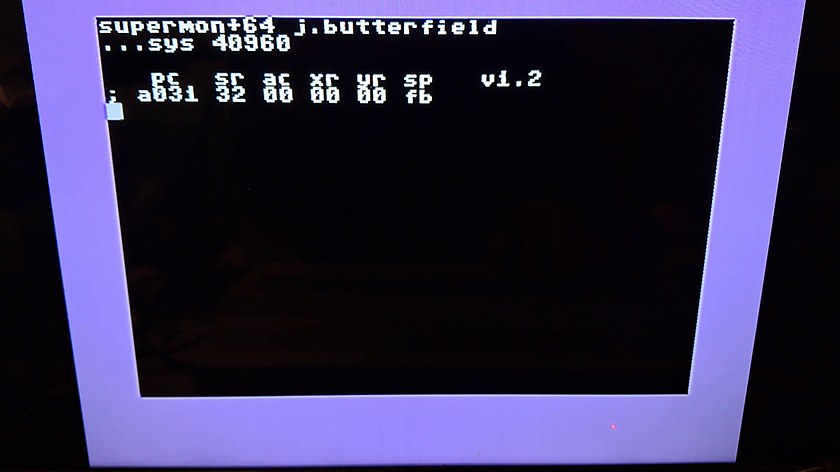 supermon+64 j.butterfield
...sys 40960
pc sr ac xr yr sp v1.2
; a031 32 00 00 00 fb